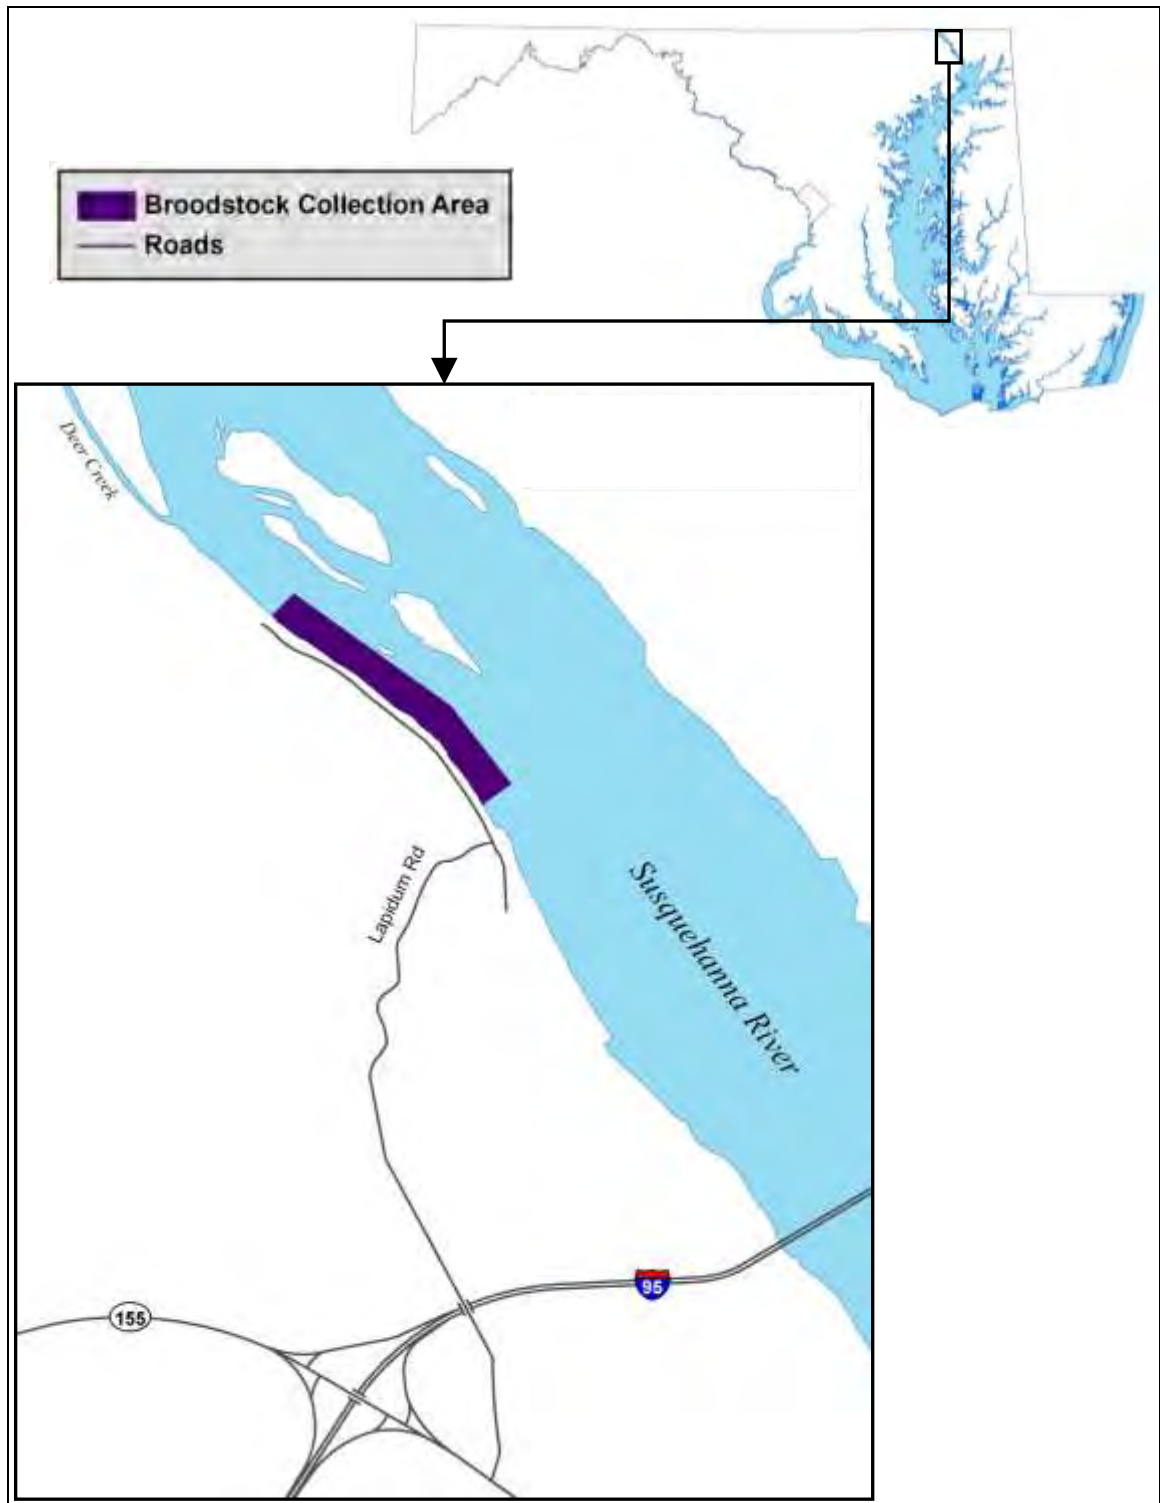 Broodstock Collection Area
Roads
Deer Creek
Lapidum Rd
Susquehanna River
95
155